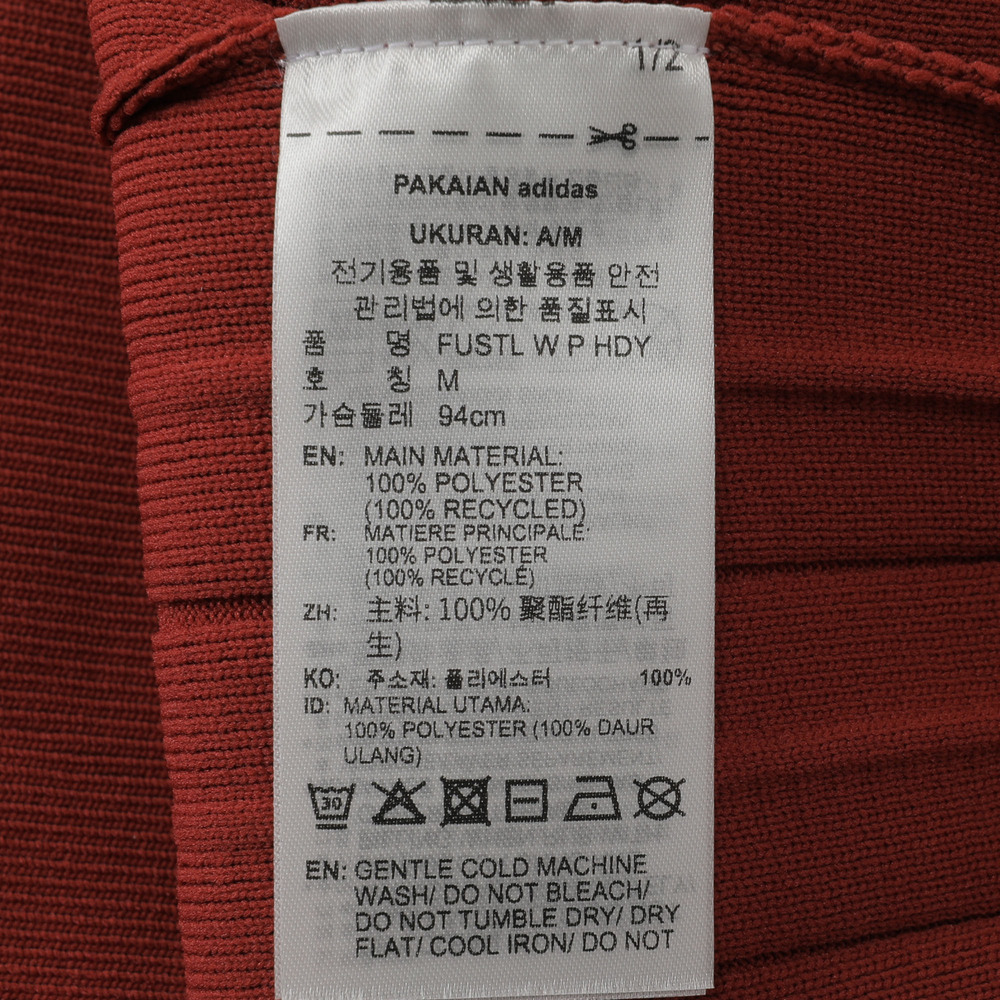 1/2
PAKAIAN adidas
UKURAN: A/M
전기용품 및 생활용품 안전
관리법에 의한 품질표시
품 명 FUSTL W P HDY
호 칭 M
가슴둘레 94cm
EN: MAIN MATERIAL:
100% POLYESTER
(100% RECYCLED)
FR: MATIERE PRINCIPALE:
100% POLYESTER
(100% RECYCLÉ)
ZH: 主料: 100% 聚酯纤维(再
生)
KO: 주소재: 폴리에스터 100%
ID: MATERIAL UTAMA:
100% POLYESTER (100% DAUR
ULANG)
30
EN: GENTLE COLD MACHINE
WASH/ DO NOT BLEACH/
DO NOT TUMBLE DRY/ DRY
FLAT/ COOL IRON/ DO NOT